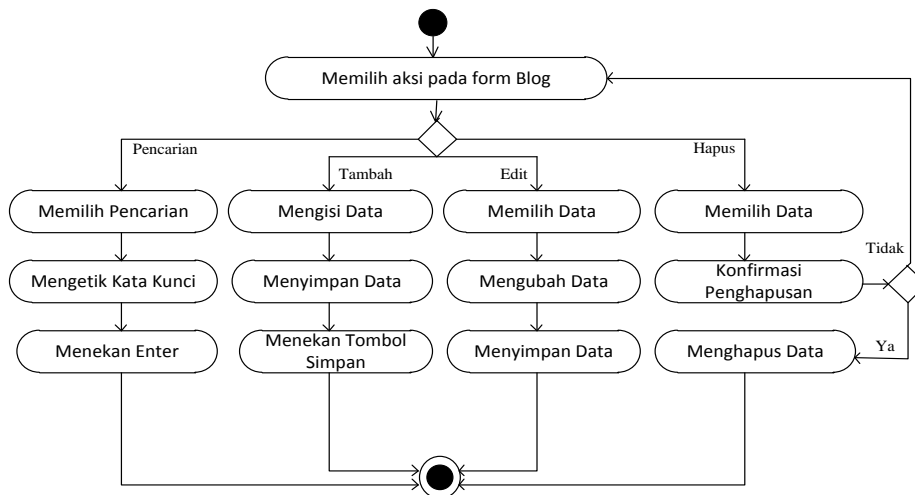 Memilih aksi pada form Blog
Pencarian
Hapus
Tambah
Edit
Memilih Pencarian
Mengisi Data
Memilih Data
Memilih Data
Tidak
Mengetik Kata Kunci
Menyimpan Data
Mengubah Data
Konfirmasi
Penghapusan
Menekan Enter
Menekan Tombol
Simpan
Menyimpan Data
Menghapus Data
Ya